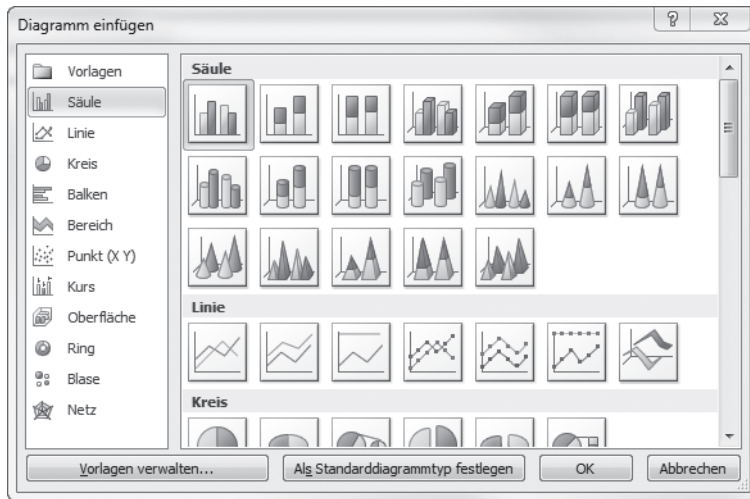 Diagramm einfügen
Vorlagen
Säule
Linie
Kreis
Balken
Bereich
Punkt (X Y)
Kurs
Oberfläche
Ring
Blase
Netz
Säule
Linie
Kreis
Vorlagen verwalten...
Als Standarddiagrammtyp festlegen
OK
Abbrechen